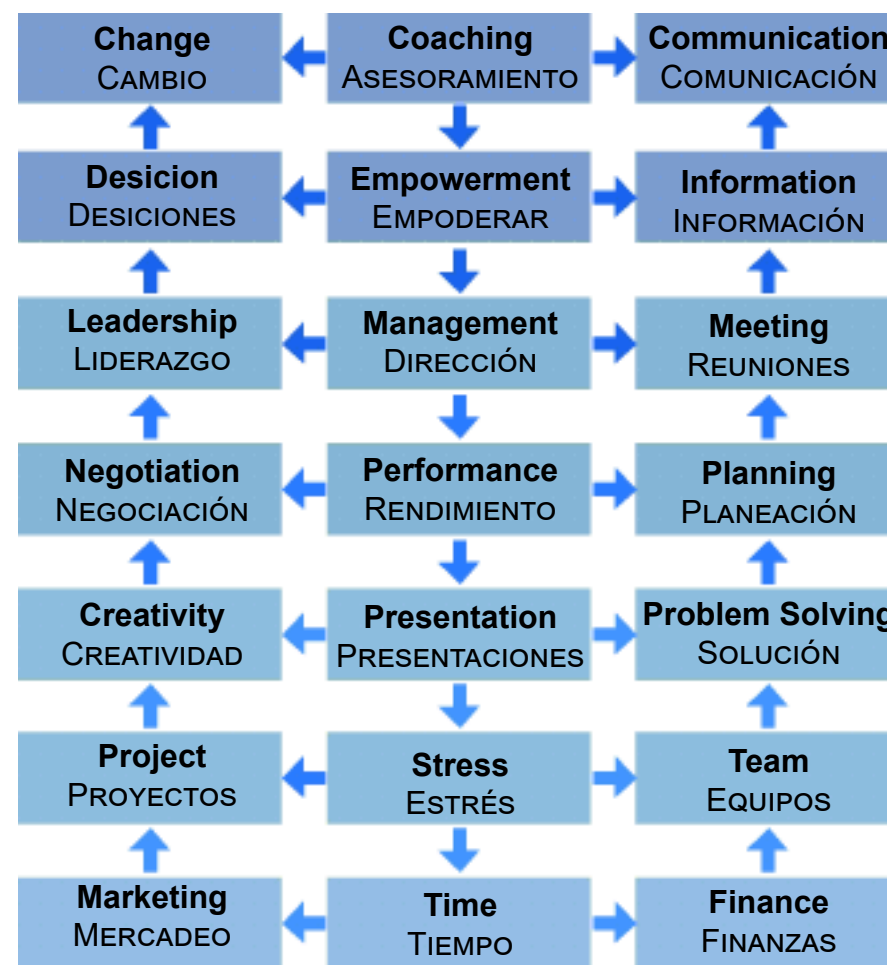 Change
CAMBIO
Coaching
ASESORAMIENTO
Communication
COMUNICACIÓN
Desicion
DESICIONES
Empowerment
EMPODERAR
Information
INFORMACIÓN
Leadership
LIDERAZGO
Management
DIRECCIÓN
Meeting
REUNIONES
Negotiation
NEGOCIACIÓN
Performance
RENDIMIENTO
Planning
PLANEACIÓN
Creativity
CREATIVIDAD
Presentation
PRESENTACIONES
Problem Solving
SOLUCIÓN
Project
PROYECTOS
Stress
ESTRÉS
Team
EQUIPOS
Marketing
MERCADEO
Time
TIEMPO
Finance
FINANZAS